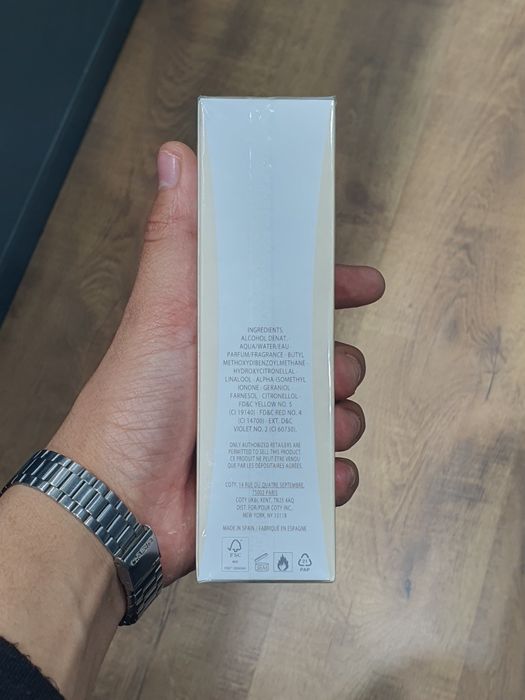 INGREDIENTS:
ALCOHOL DENAT. ·
AQUA/WATER/EAU ·
PARFUM/FRAGRANCE · BUTYL
METHOXYDIBENZOYLMETHANE ·
HYDROXYCITRONELLAL ·
LINALOOL · ALPHA-ISOMETHYL
IONONE · GERANIOL ·
FARNESOL · CITRONELLOL ·
FD&C YELLOW NO. 5
(CI 19140) · FD&C RED NO. 4
(CI 14700) · EXT. D&C
VIOLET NO. 2 (CI 60730).
ONLY AUTHORIZED RETAILERS ARE
PERMITTED TO SELL THIS PRODUCT.
CE PRODUIT NE PEUT ÊTRE VENDU
QUE PAR LES DÉPOSITAIRES AGRÉÉS.
COTY, 14 RUE DU QUATRE SEPTEMBRE,
75002 PARIS
COTY UK&I, KENT, TN25 4AQ
DIST. FOR/POUR COTY INC.,
NEW YORK, NY 10118
MADE IN SPAIN / FABRIQUÉ EN ESPAGNE
FSC
21
PAP